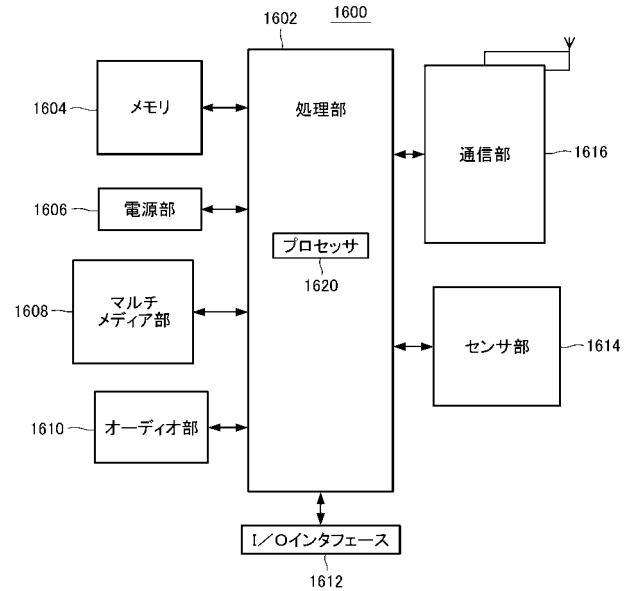 1600
1602
1604
メモリ
処理部
通信部
1616
1606
電源部
プロセッサ
1620
1608
マルチ
メディア部
センサ部
1614
1610
オーディオ部
I/Oインタフェース
1612